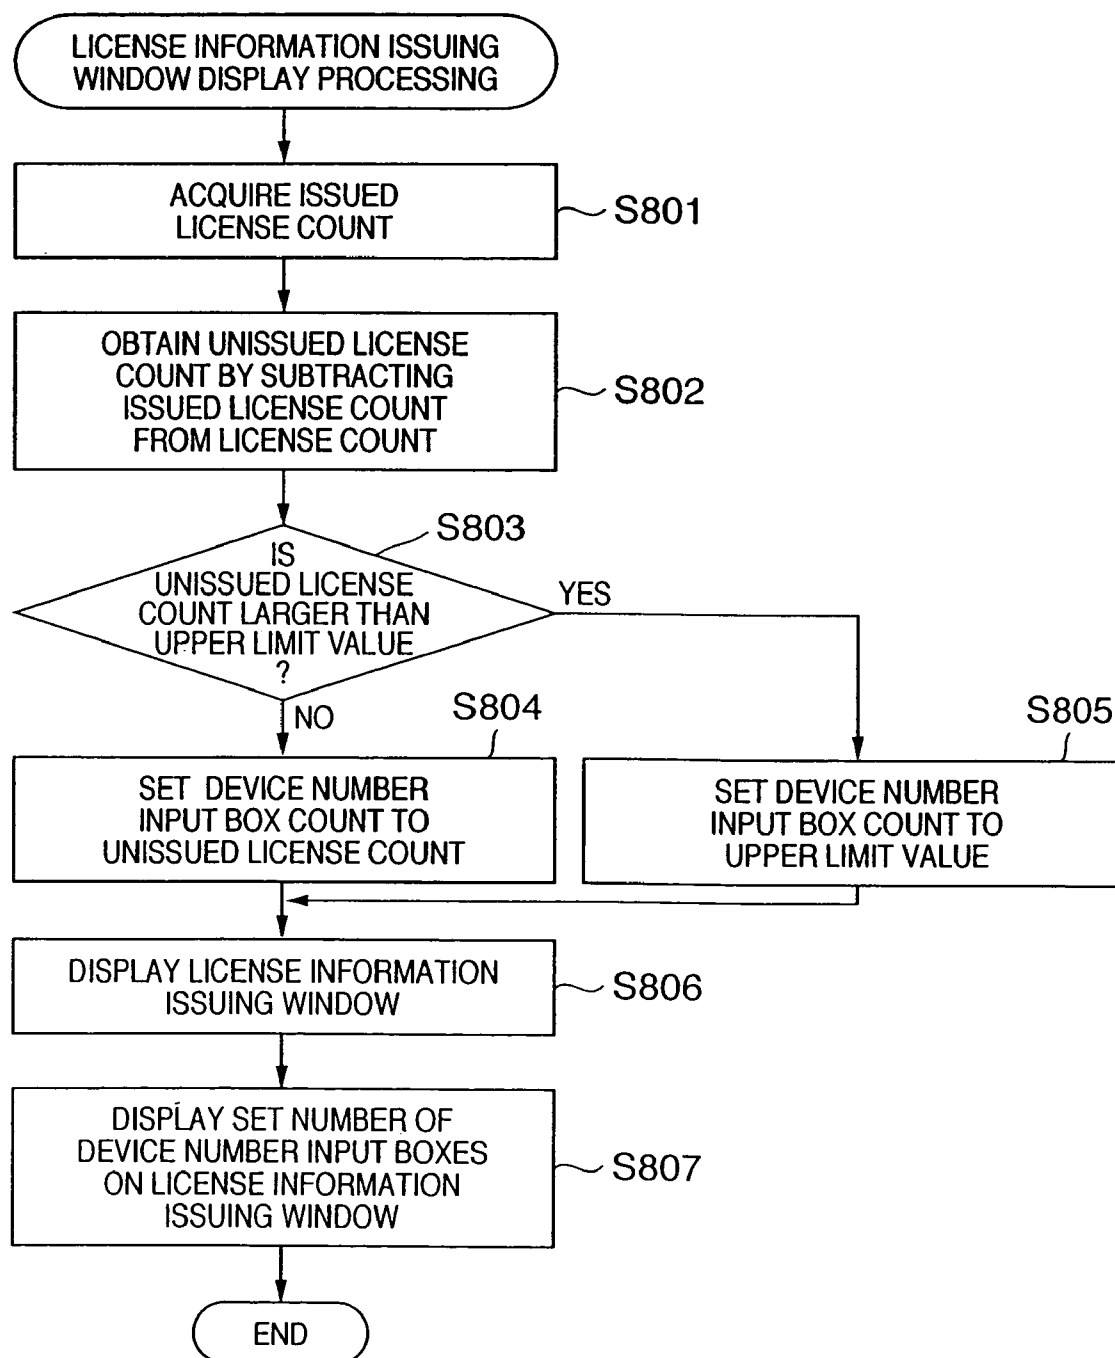 LICENSE INFORMATION ISSUING
WINDOW DISPLAY PROCESSING
ACQUIRE ISSUED
LICENSE COUNT
S801
OBTAIN UNISSUED LICENSE
COUNT BY SUBTRACTING
ISSUED LICENSE COUNT
FROM LICENSE COUNT
S802
S803
IS
UNISSUED LICENSE
COUNT LARGER THAN
UPPER LIMIT VALUE
?
YES
NO
S804
SET DEVICE NUMBER
INPUT BOX COUNT TO
UNISSUED LICENSE COUNT
S805
SET DEVICE NUMBER
INPUT BOX COUNT TO
UPPER LIMIT VALUE
DISPLAY LICENSE INFORMATION
ISSUING WINDOW
S806
DISPLAY SET NUMBER OF
DEVICE NUMBER INPUT BOXES
ON LICENSE INFORMATION
ISSUING WINDOW
S807
END